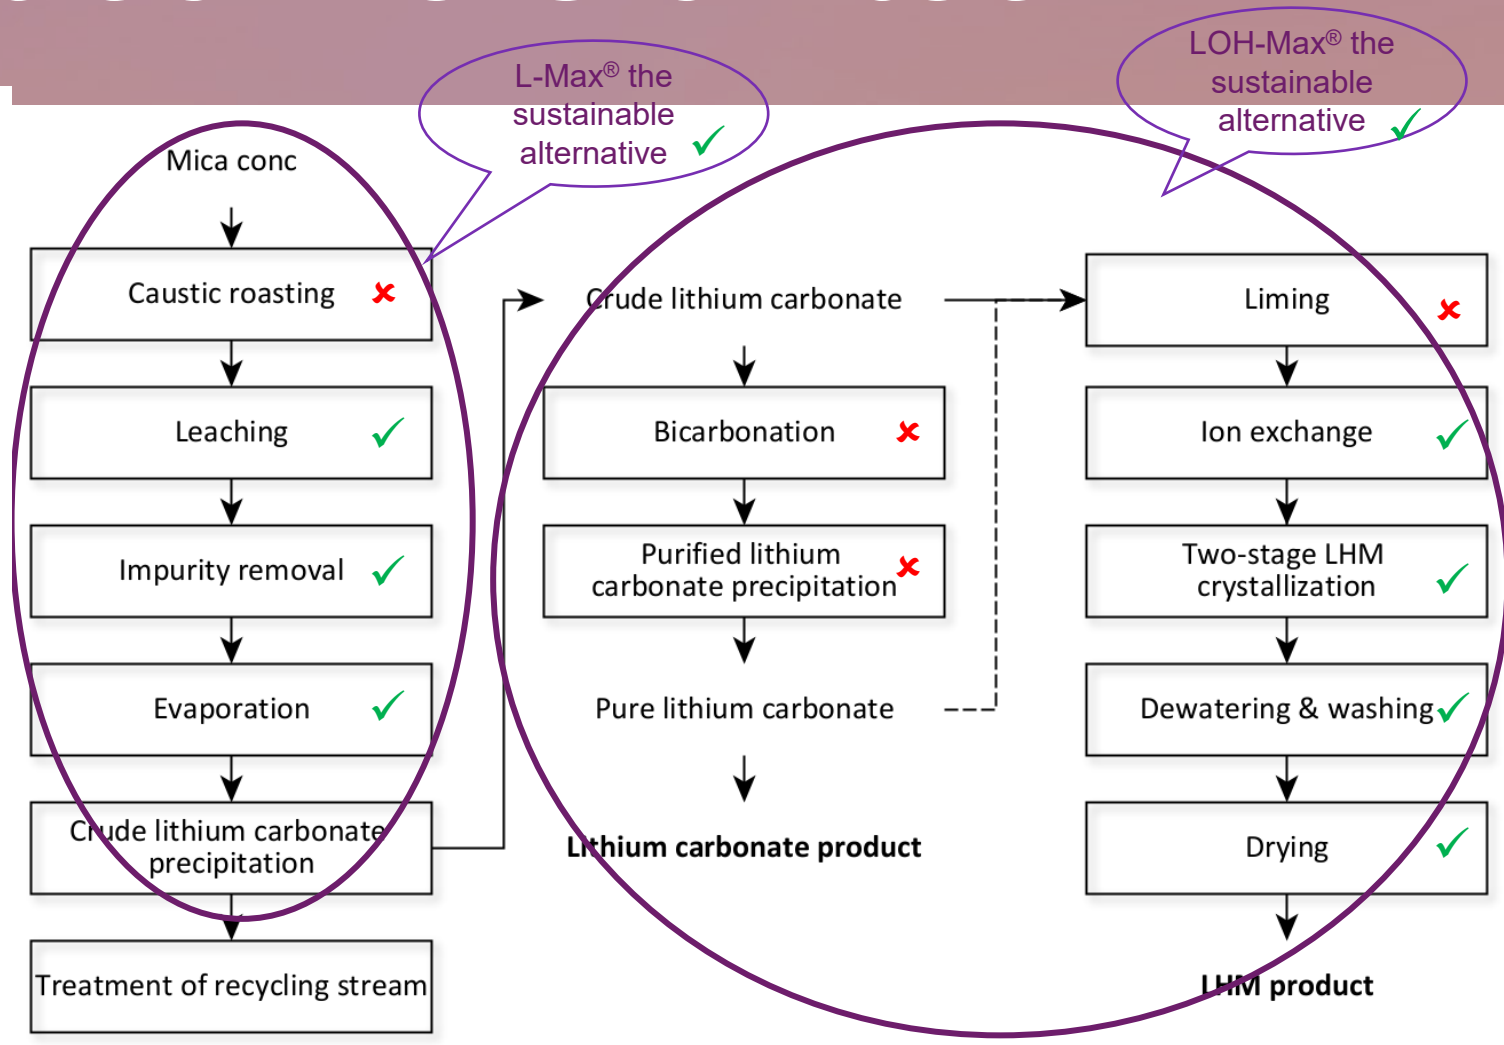 L-Max® the
sustainable
alternative
LOH-Max® the
sustainable
alternative
Mica conc
Caustic roasting
Leaching
Impurity removal
Evaporation
Crude lithium carbonate
precipitation
Treatment of recycling stream
Crude lithium carbonate
Bicarbonation
Purified lithium
carbonate precipitation
Pure lithium carbonate
Lithium carbonate product
Liming
Ion exchange
Two-stage LHM
crystallization
Dewatering & washing
Drying
LHM product